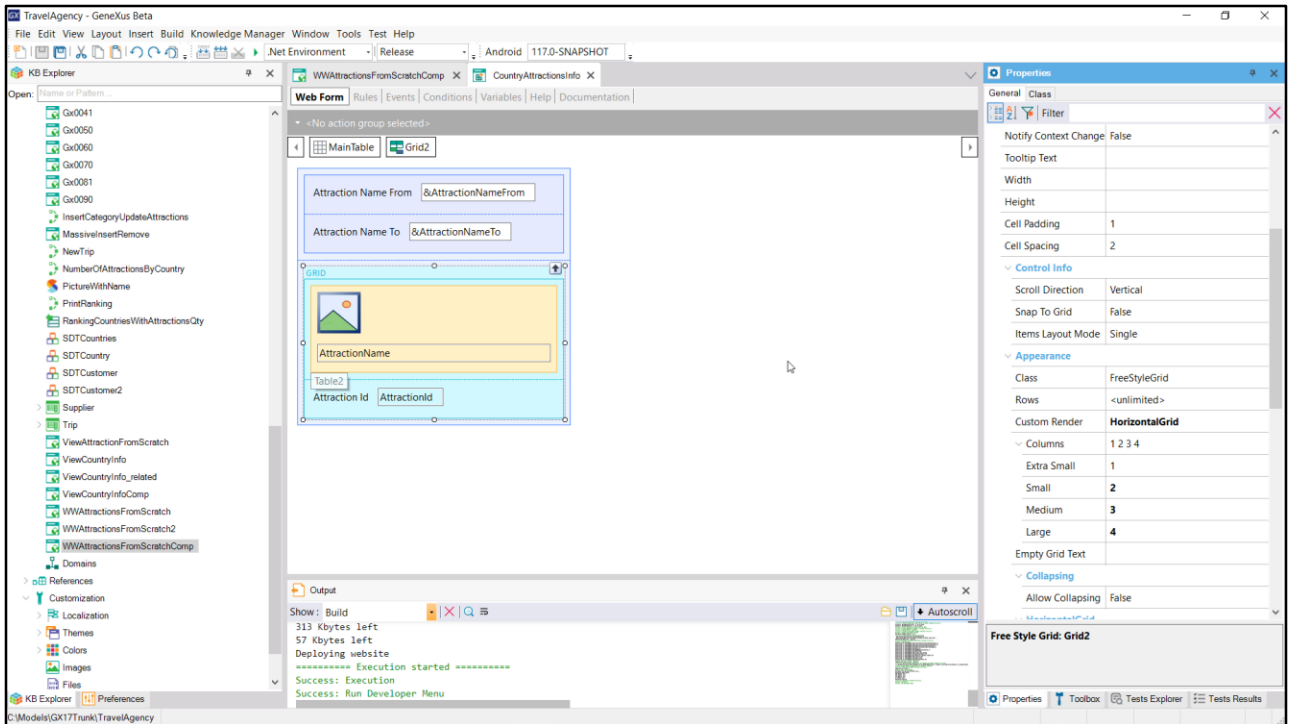 TravelAgency - GeneXus Beta
File Edit View Layout Insert Build Knowledge Manager Window Tools Test Help
.Net Environment Release Android 117.0-SNAPSHOT
KB Explorer
Open: Name or Pattern...
Gx0041
Gx0050
Gx0060
Gx0070
Gx0081
Gx0090
InsertCategoryUpdateAttractions
MassiveInsertRemove
NewTrip
NumberOfAttractionsByCountry
PictureWithName
PrintRanking
RankingCountriesWithAttractionsQty
SDTCountries
SDTCountry
SDTCustomer
SDTCustomer2
Supplier
Trip
ViewAttractionFromScratch
ViewCountryInfo
ViewCountryInfo_related
ViewCountryInfoComp
WWAttractionsFromScratch
WWAttractionsFromScratch2
WWAttractionsFromScratchComp
Domains
References
Customization
Localization
Themes
Colors
Images
Files
KB Explorer Preferences
C:\Models\GX17Trunk\TravelAgency
WWAttractionsFromScratchComp X CountryAttractionsInfo X
Web Form | Rules | Events | Conditions | Variables | Help | Documentation
<No action group selected>
MainTable Grid2
Attraction Name From &AttractionNameFrom
Attraction Name To &AttractionNameTo
GRID
AttractionName
Table2
Attraction Id AttractionId
Output
Show: Build Autoscroll
313 Kbytes left
57 Kbytes left
Deploying website
========== Execution started ==========
Success: Execution
Success: Run Developer Menu
Properties
General Class
Filter
Notify Context Change False
Tooltip Text
Width
Height
Cell Padding 1
Cell Spacing 2
Control Info
Scroll Direction Vertical
Snap To Grid False
Items Layout Mode Single
Appearance
Class FreeStyleGrid
Rows <unlimited>
Custom Render HorizontalGrid
Columns 1 2 3 4
Extra Small 1
Small 2
Medium 3
Large 4
Empty Grid Text
Collapsing
Allow Collapsing False
HorizontalGrid
Free Style Grid: Grid2
Properties Toolbox Tests Explorer Tests Results